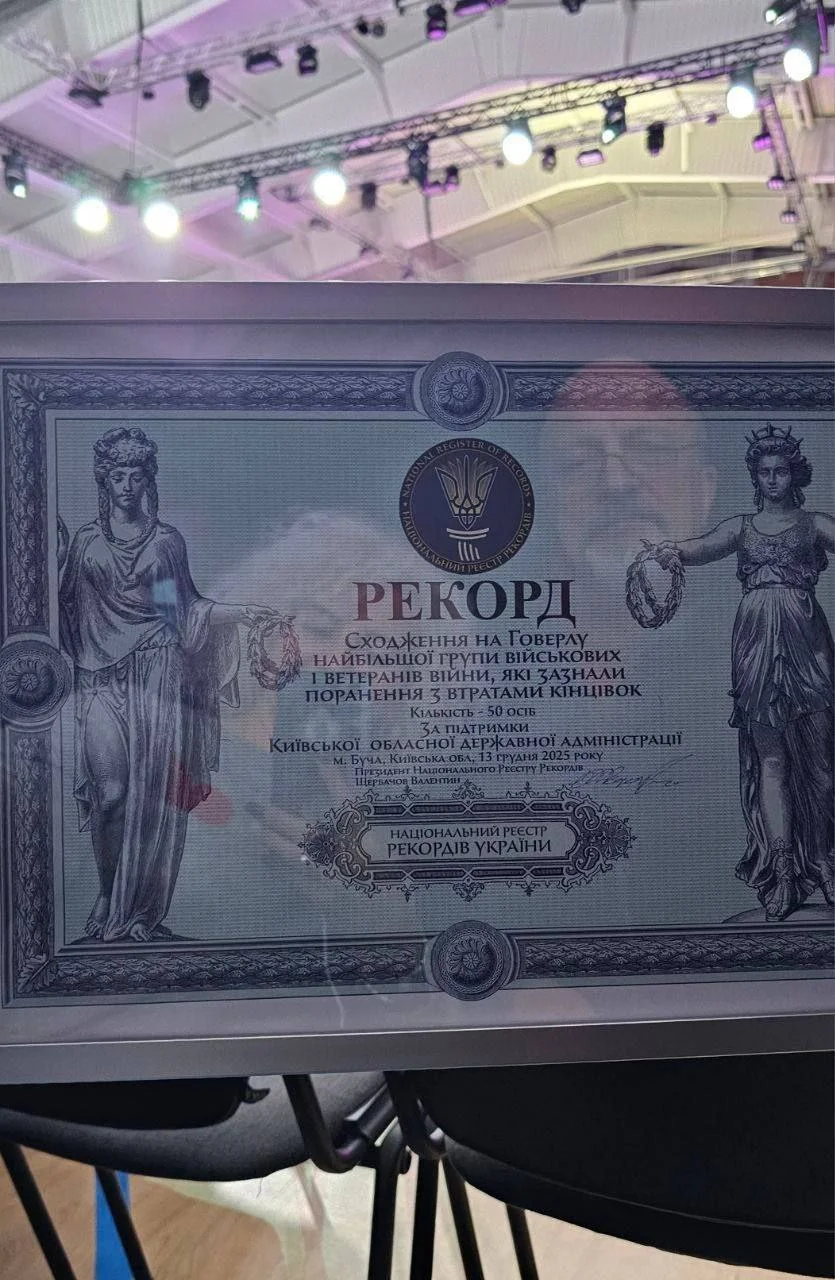 NATIONAL REGISTER OF RECORDS
НАЦІОНАЛЬНИЙ РЕЄСТР РЕКОРДІВ
РЕКОРД
Сходження на Говерлу
найбільшої групи військових
і ветеранів війни, які зазнали
поранення з втратами кінцівок
Кількість - 50 осіб
За підтримки
Київської обласної державної адміністрації
м. Буча, Київська обл, 13 грудня 2025 року
Президент Національного Реєстру Рекордів
Щербачов Валентин
НАЦІОНАЛЬНИЙ РЕЄСТР
РЕКОРДІВ УКРАЇНИ